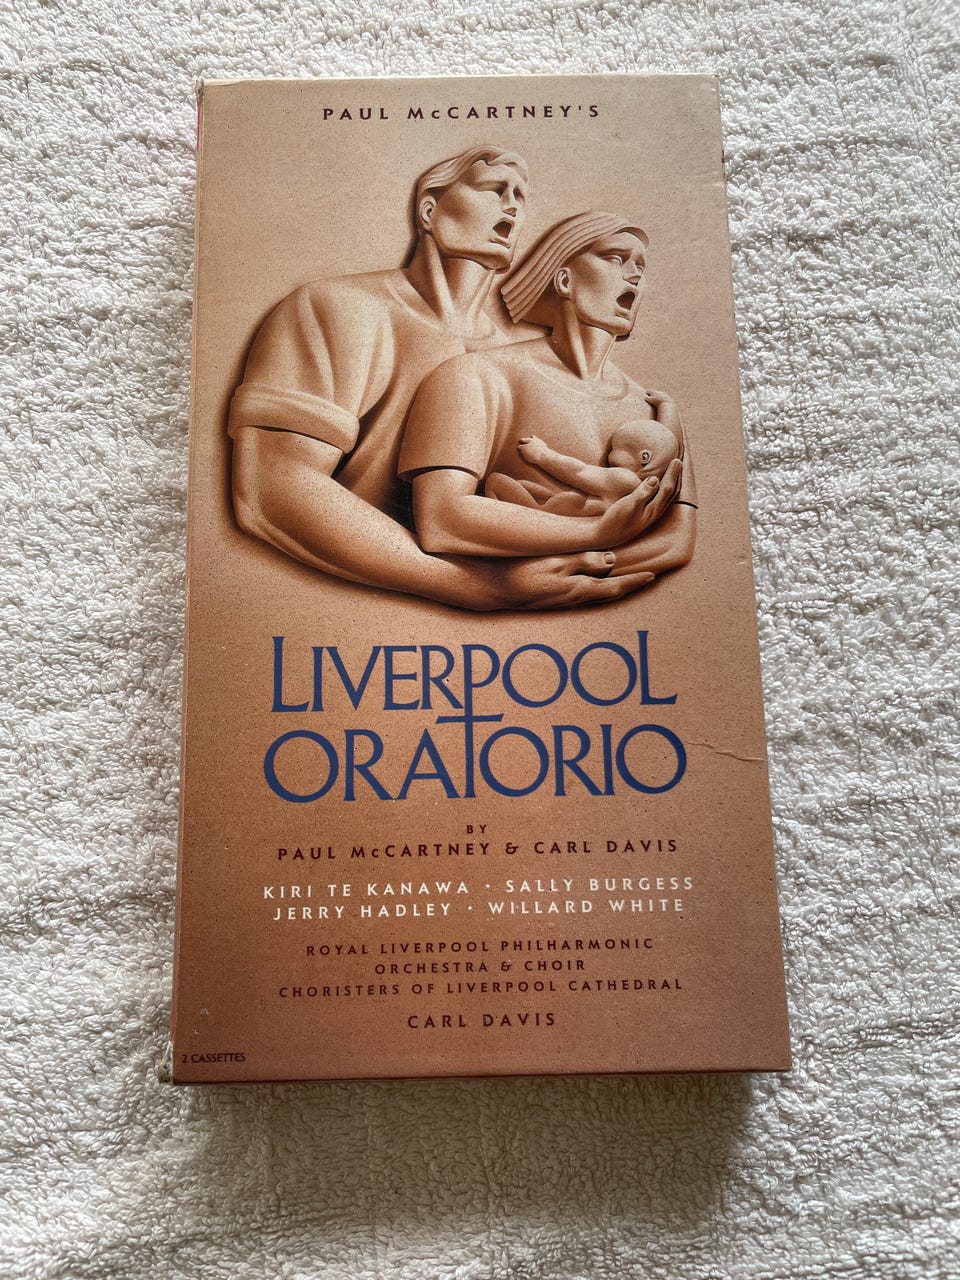 PAUL McCARTNEY'S
LIVERPOOL
ORATORIO
BY
PAUL McCARTNEY & CARL DAVIS
KIRI TE KANAWA · SALLY BURGESS
JERRY HADLEY · WILLARD WHITE
ROYAL LIVERPOOL PHILHARMONIC
ORCHESTRA & CHOIR
CHORISTERS OF LIVERPOOL CATHEDRAL
CARL DAVIS
2 CASSETTES